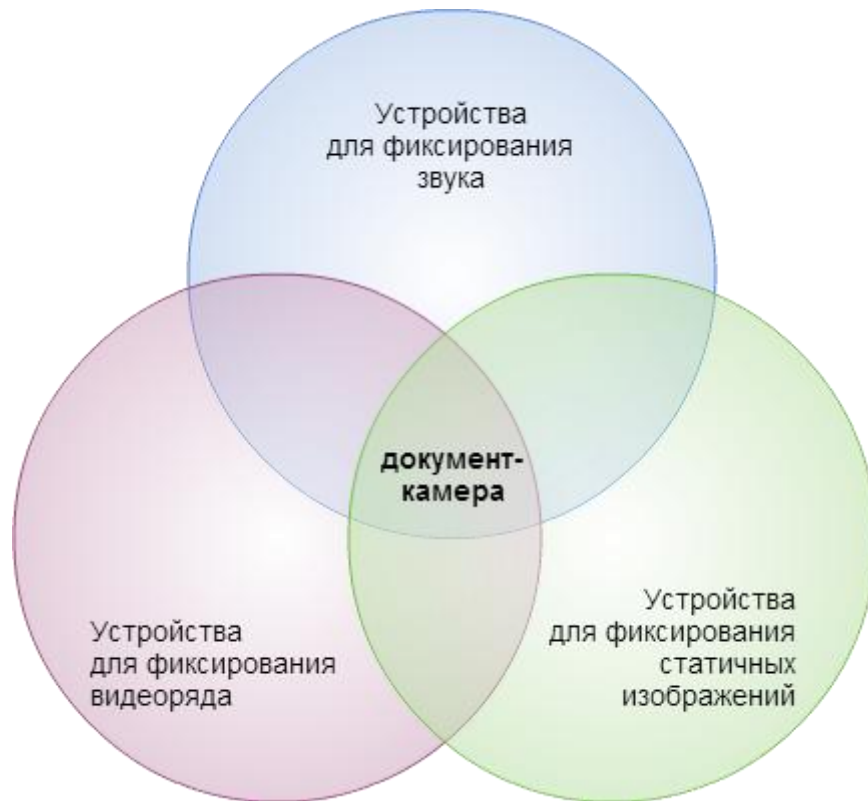 Устройства
для фиксирования
звука
документ-
камера
Устройства
для фиксирования
видеоряда
Устройства
для фиксирования
статичных
изображений